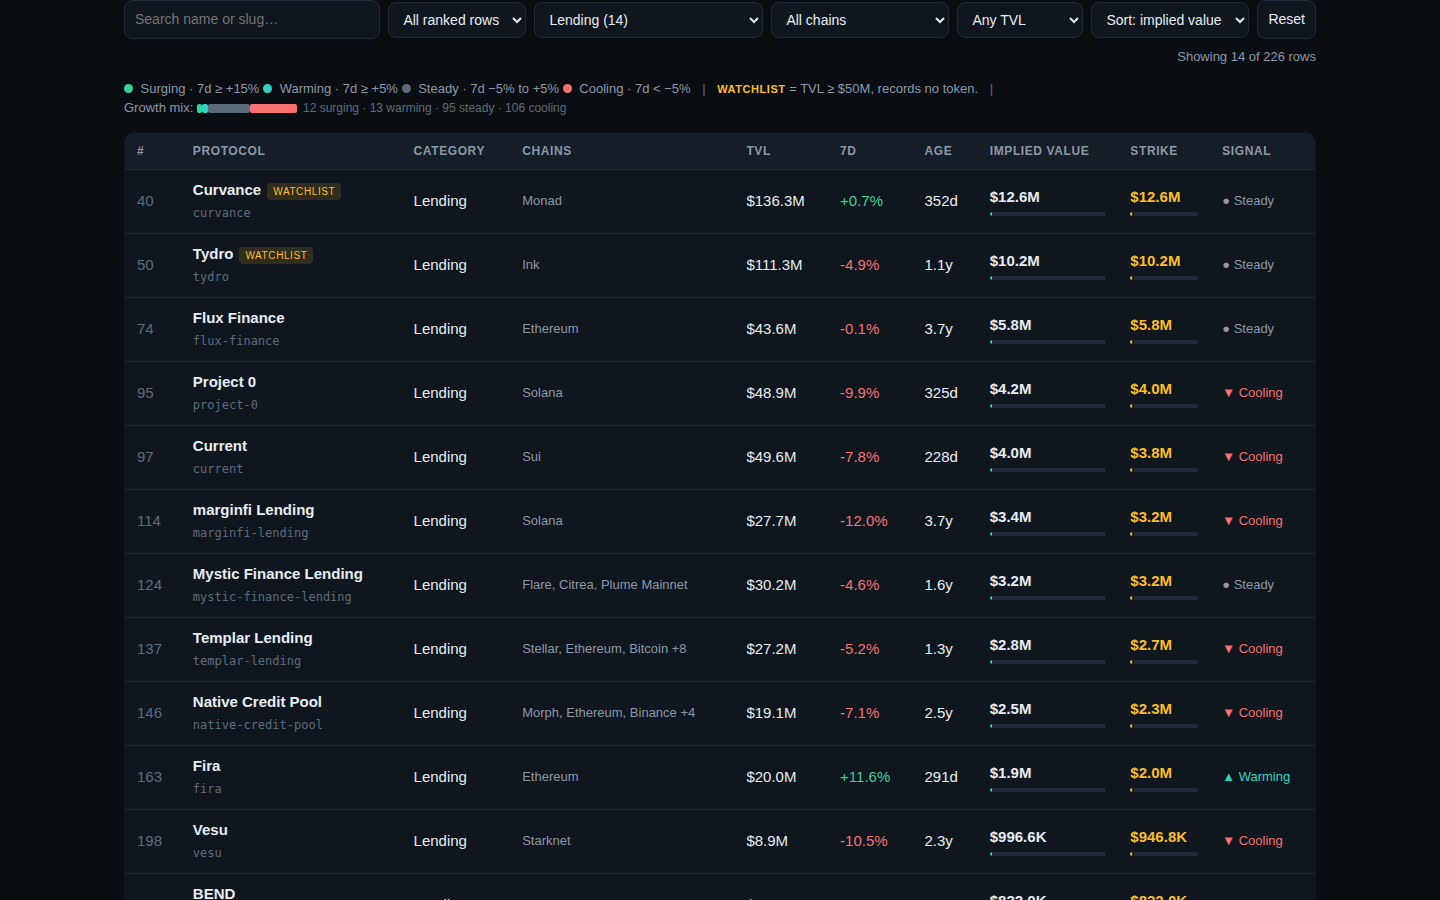 Search name or slug…
All ranked rows
Lending (14)
All chains
Any TVL
Sort: implied value
Reset
Showing 14 of 226 rows
Surging · 7d ≥ +15% Warming · 7d ≥ +5% Steady · 7d −5% to +5% Cooling · 7d < −5% | WATCHLIST = TVL ≥ $50M, records no token. |
Growth mix: 12 surging · 13 warming · 95 steady · 106 cooling
# PROTOCOL CATEGORY CHAINS TVL 7D AGE IMPLIED VALUE STRIKE SIGNAL
40 Curvance WATCHLIST Lending Monad $136.3M +0.7% 352d $12.6M $12.6M ● Steady
curvance
50 Tydro WATCHLIST Lending Ink $111.3M -4.9% 1.1y $10.2M $10.2M ● Steady
tydro
74 Flux Finance Lending Ethereum $43.6M -0.1% 3.7y $5.8M $5.8M ● Steady
flux-finance
95 Project 0 Lending Solana $48.9M -9.9% 325d $4.2M $4.0M ▼ Cooling
project-0
97 Current Lending Sui $49.6M -7.8% 228d $4.0M $3.8M ▼ Cooling
current
114 marginfi Lending Lending Solana $27.7M -12.0% 3.7y $3.4M $3.2M ▼ Cooling
marginfi-lending
124 Mystic Finance Lending Lending Flare, Citrea, Plume Mainnet $30.2M -4.6% 1.6y $3.2M $3.2M ● Steady
mystic-finance-lending
137 Templar Lending Lending Stellar, Ethereum, Bitcoin +8 $27.2M -5.2% 1.3y $2.8M $2.7M ▼ Cooling
templar-lending
146 Native Credit Pool Lending Morph, Ethereum, Binance +4 $19.1M -7.1% 2.5y $2.5M $2.3M ▼ Cooling
native-credit-pool
163 Fira Lending Ethereum $20.0M +11.6% 291d $1.9M $2.0M ▲ Warming
fira
198 Vesu Lending Starknet $8.9M -10.5% 2.3y $996.6K $946.8K ▼ Cooling
vesu
BEND